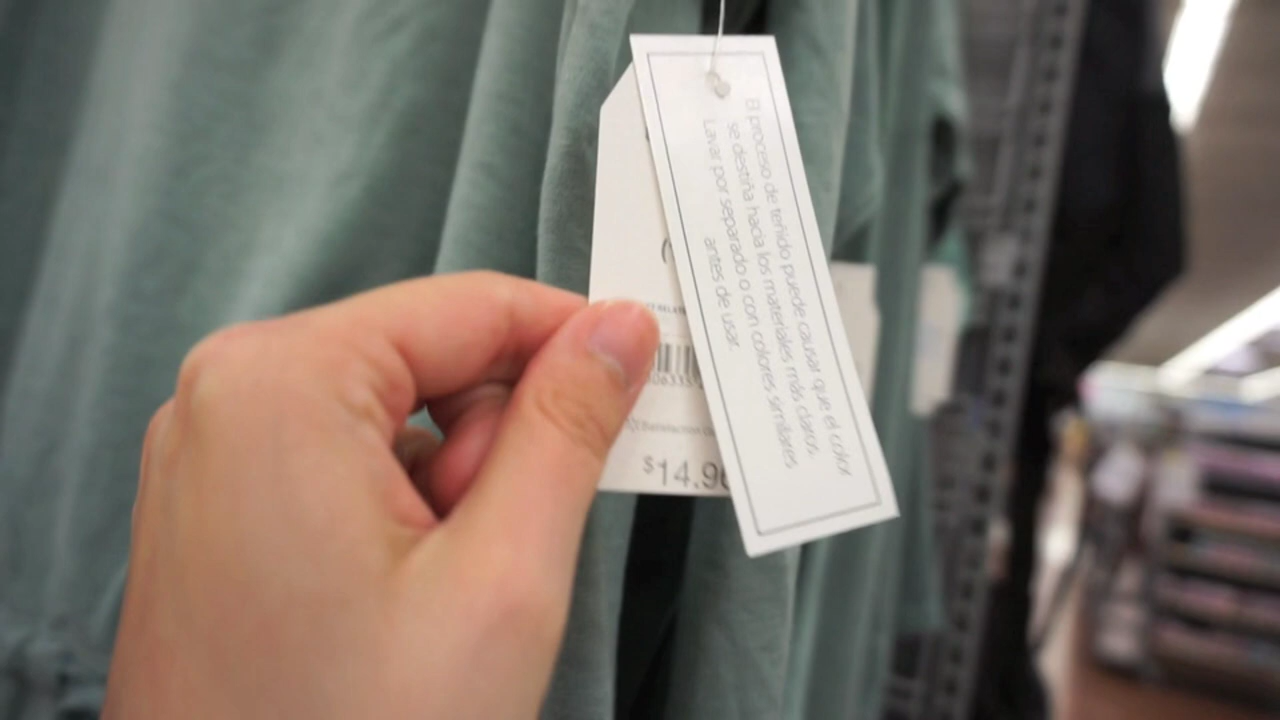 El proceso de teñido puede causar que el color
se destiña hacia los materiales más claros.
Lavar por separado o con colores similares
antes de usar.
$14.96